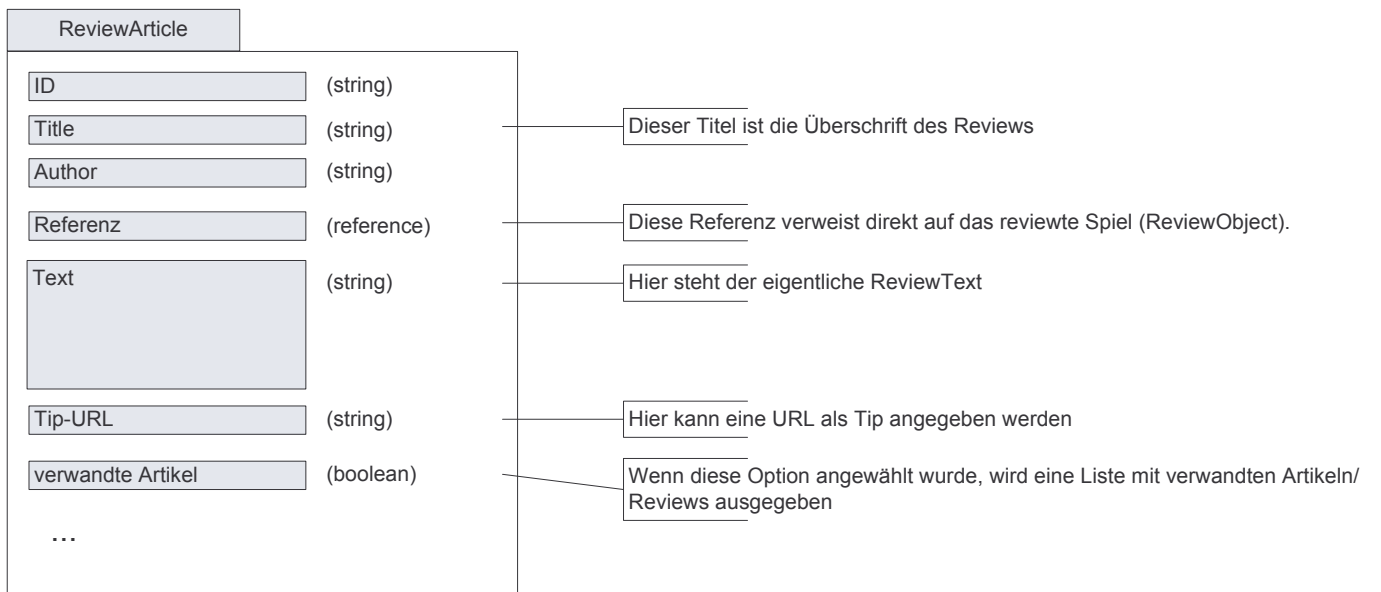 ReviewArticle
ID (string)
Title (string) Dieser Titel ist die Überschrift des Reviews
Author (string)
Referenz (reference) Diese Referenz verweist direkt auf das reviewte Spiel (ReviewObject).
Text (string) Hier steht der eigentliche ReviewText
Tip-URL (string) Hier kann eine URL als Tip angegeben werden
verwandte Artikel (boolean) Wenn diese Option angewählt wurde, wird eine Liste mit verwandten Artikeln/
Reviews ausgegeben
...